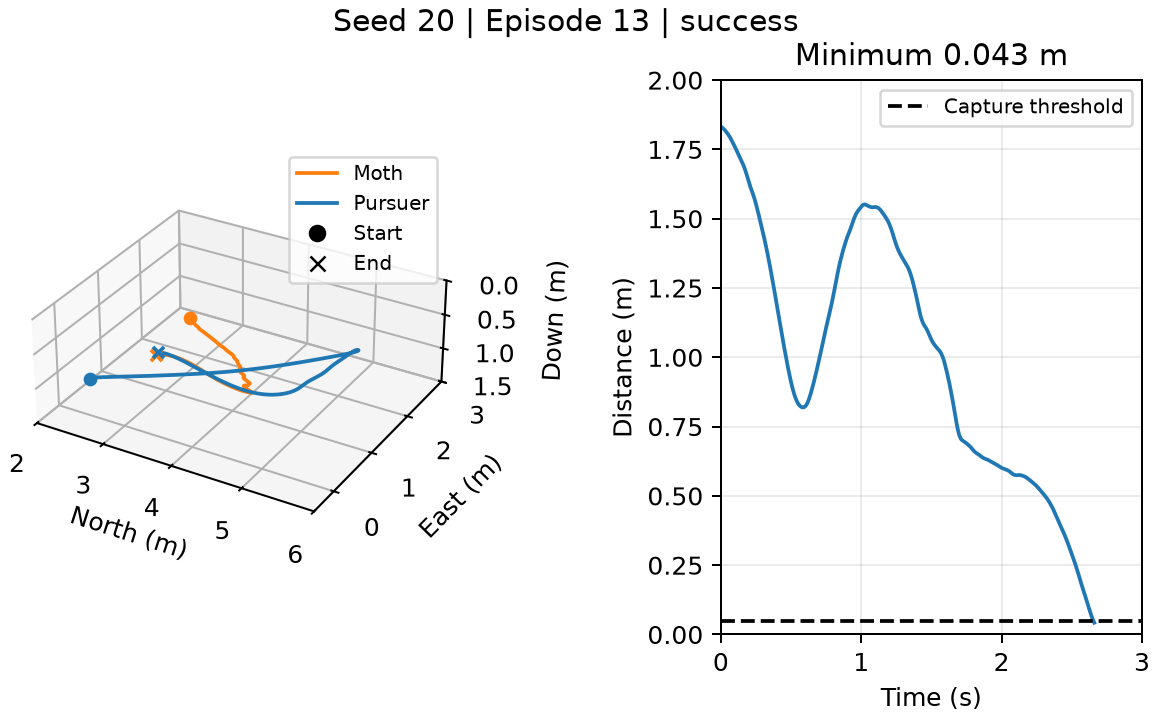 Seed 20 | Episode 13 | success
Moth
Pursuer
Start
End
0.0
0.5
1.0
1.5
Down (m)
3
2
1
0
East (m)
2
3
4
5
6
North (m)
Minimum 0.043 m
Capture threshold
2.00
1.75
1.50
1.25
1.00
0.75
0.50
0.25
0.00
Distance (m)
0
1
2
3
Time (s)